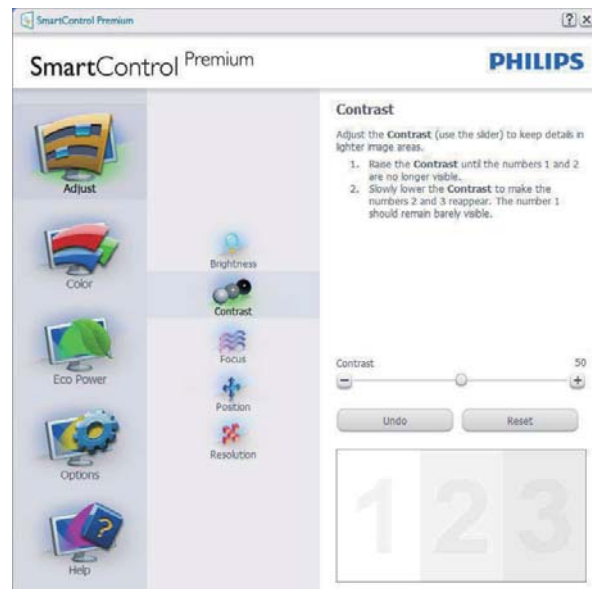 SmartControl Premium
? x
SmartControl Premium
PHILIPS
Adjust
Color
Eco Power
Options
Help
Brightness
Contrast
Focus
Position
Resolution
Contrast
Adjust the Contrast (use the slider) to keep details in
lighter image areas.
1. Raise the Contrast until the numbers 1 and 2
are no longer visible.
2. Slowly lower the Contrast to make the
numbers 2 and 3 reappear. The number 1
should remain barely visible.
Contrast 50
Undo Reset
1 2 3